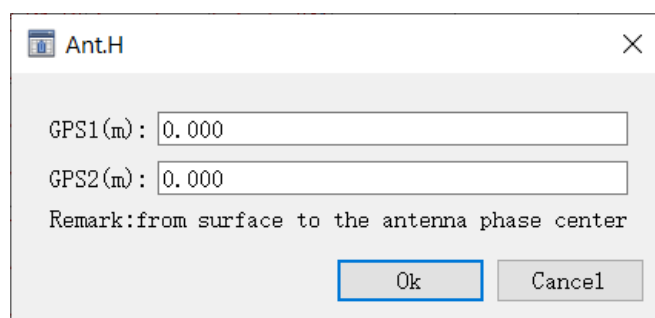 Ant.H
GPS1(m): 0.000
GPS2(m): 0.000
Remark:from surface to the antenna phase center
Ok Cancel